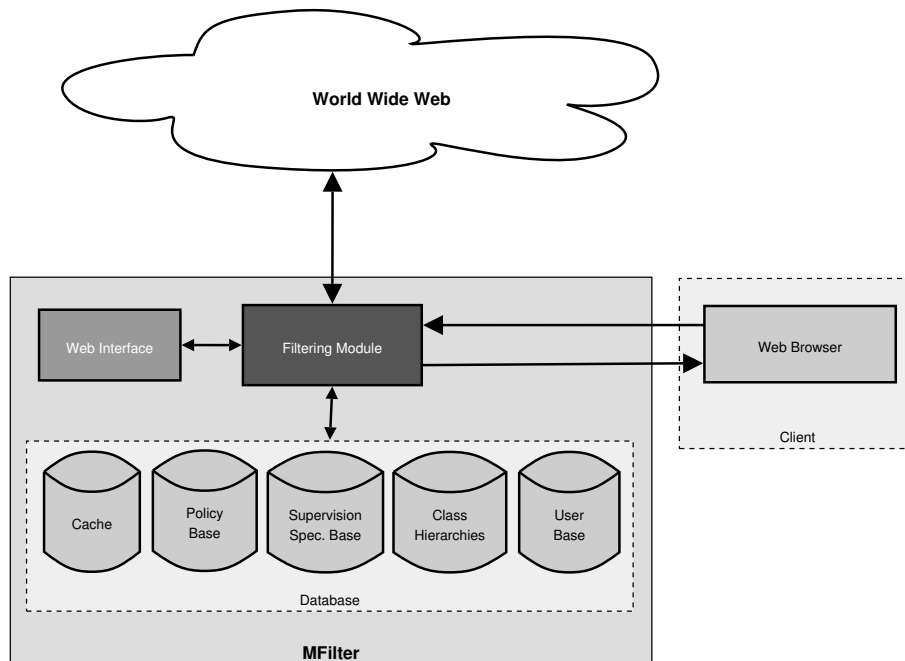 World Wide Web
Web Interface
Filtering Module
Web Browser
Client
Cache
Policy
Base
Supervision
Spec. Base
Class
Hierarchies
User
Base
Database
MFilter